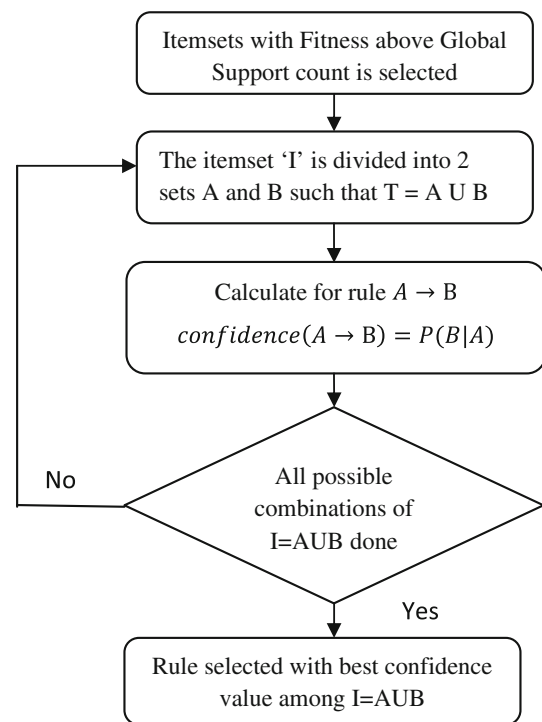 Itemsets with Fitness above Global
Support count is selected
The itemset ‘I’ is divided into 2
sets A and B such that T = A U B
Calculate for rule A → B
confidence(A → B) = P(B|A)
All possible
combinations of
I=AUB done
No
Yes
Rule selected with best confidence
value among I=AUB